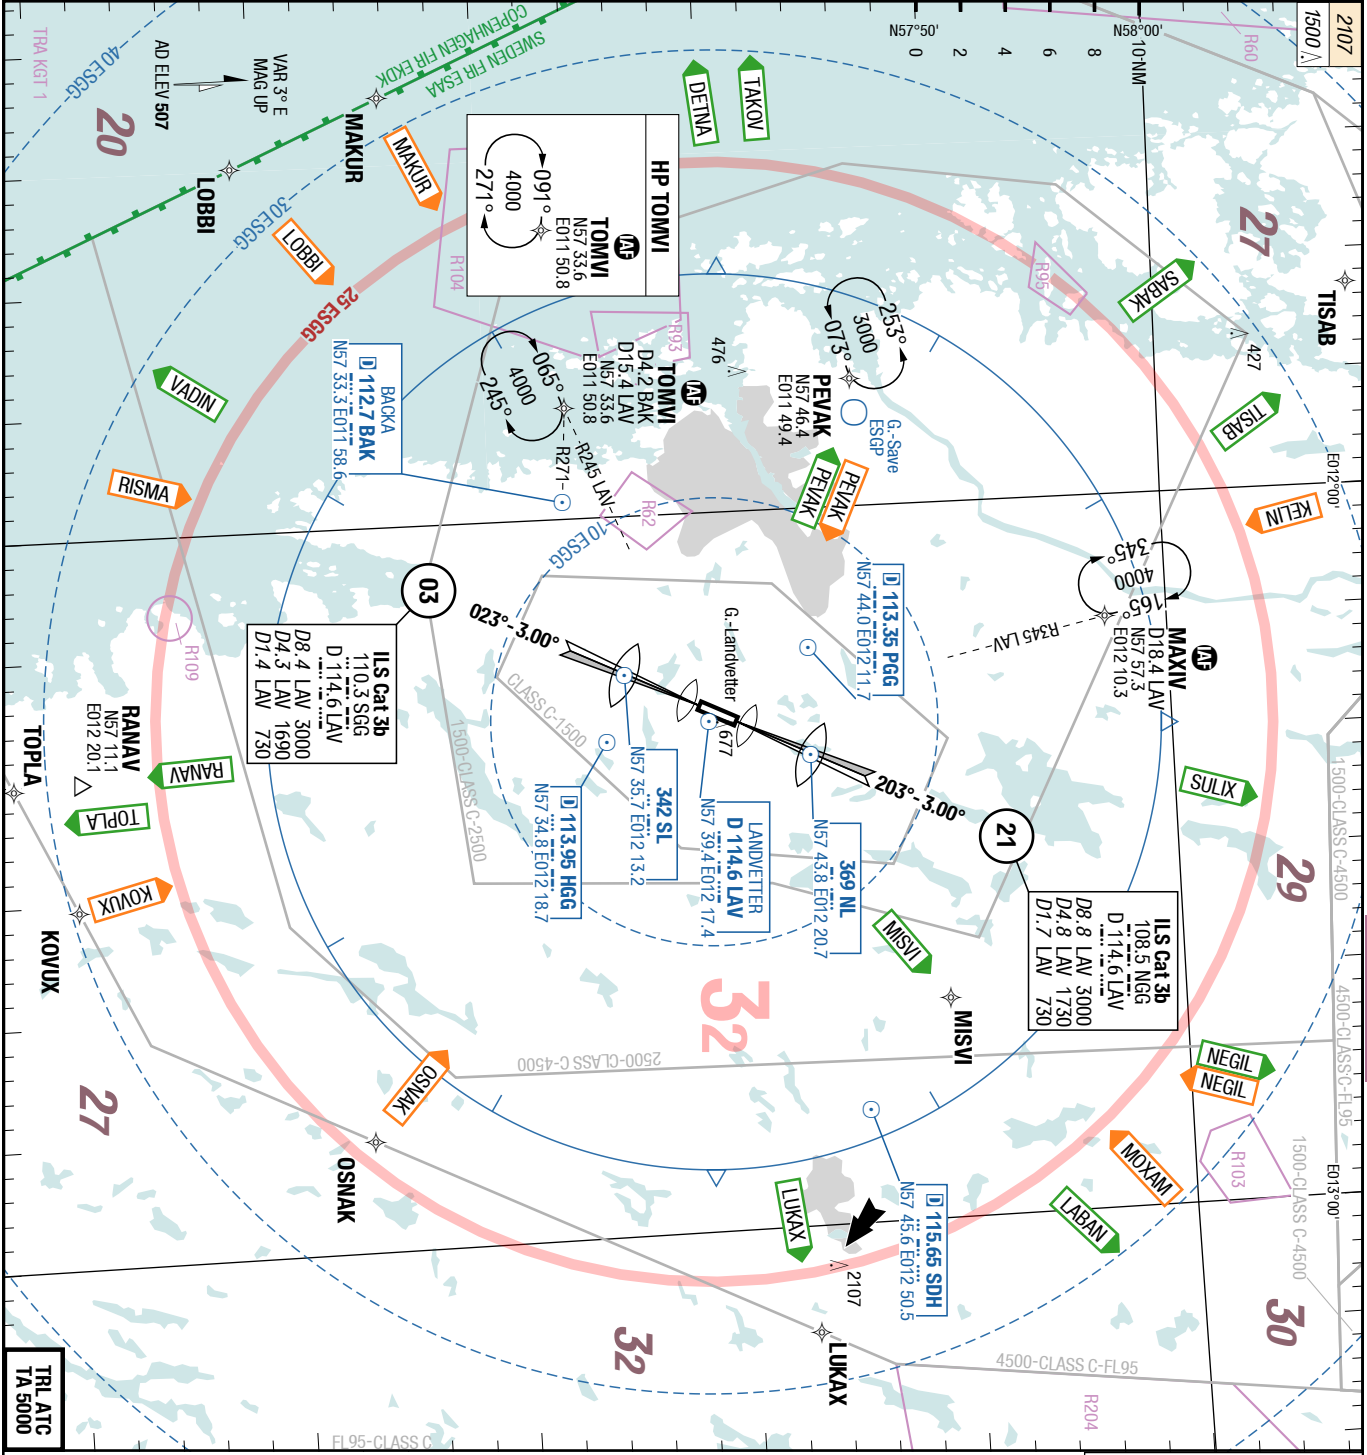 2107
1500
R60
N57°50'
N58°00'
0 2 4 6 8 10 NM
TRA KGT 1
40 ESGG
20
AD ELEV 507
VAR 3° E
MAG UP
COPENHAGEN FIR EKDK
SWEDEN FIR ESAA
MAKUR
LOBBI
30 ESGG
MAKUR
LOBBI
25 ESGG
DETNA
TAKOV
HP TOMVI
IAF
TOMVI
N57 33.6
E011 50.8
091°
4000
271°
R104
R93
R95
27
SABAK
TISAB
427
TISAB
E012°00'
KELIN
253°
3000
073°
476
PEVAK
N57 46.4
E011 49.4
G.-Save
ESGP
PEVAK
PEVAK
IAF
TOMVI
D4.2 BAK
D15.4 LAV
N57 33.6
E011 50.8
065°
4000
245°
R245 LAV
R271
R62
BACKA
D 112.7 BAK
N57 33.3 E011 58.6
VADIN
RISMA
10 ESGG
345°
4000
165°
R345 LAV
IAF
MAXIV
D18.4 LAV
N57 57.3
E012 10.3
D 113.35 PGG
N57 44.0 E012 11.7
G.-Landvetter
677
03
023°-3.00°
ILS Cat 3b
110.3 SGG
D 114.6 LAV
D8.4 LAV 3000
D4.3 LAV 1690
D1.4 LAV 730
R109
CLASS C-1500
1500-CLASS C-2500
203°-3.00°
21
ILS Cat 3b
108.5 NGG
D 114.6 LAV
D8.8 LAV 3000
D4.8 LAV 1730
D1.7 LAV 730
342 SL
N57 35.7 E012 13.2
D 113.95 HGG
N57 34.8 E012 18.7
LANDVETTER
D 114.6 LAV
N57 39.4 E012 17.4
369 NL
N57 43.8 E012 20.7
RANAV
N57 11.1
E012 20.1
RANAV
TOPLA
TOPLA
KOVUX
KOVUX
SULIX
1500-CLASS C-4500
29
MISVI
MISVI
32
2500-CLASS C-4500
4500-CLASS C-FL95
NEGIL
NEGIL
OSNAK
OSNAK
27
MOXAM
R103
1500-CLASS C-4500
E013°00'
LABAN
LUKAX
D 115.65 SDH
N57 45.6 E012 50.5
2107
LUKAX
32
30
4500-CLASS C-FL95
R204
FL95-CLASS C
TRL ATC
TA 5000